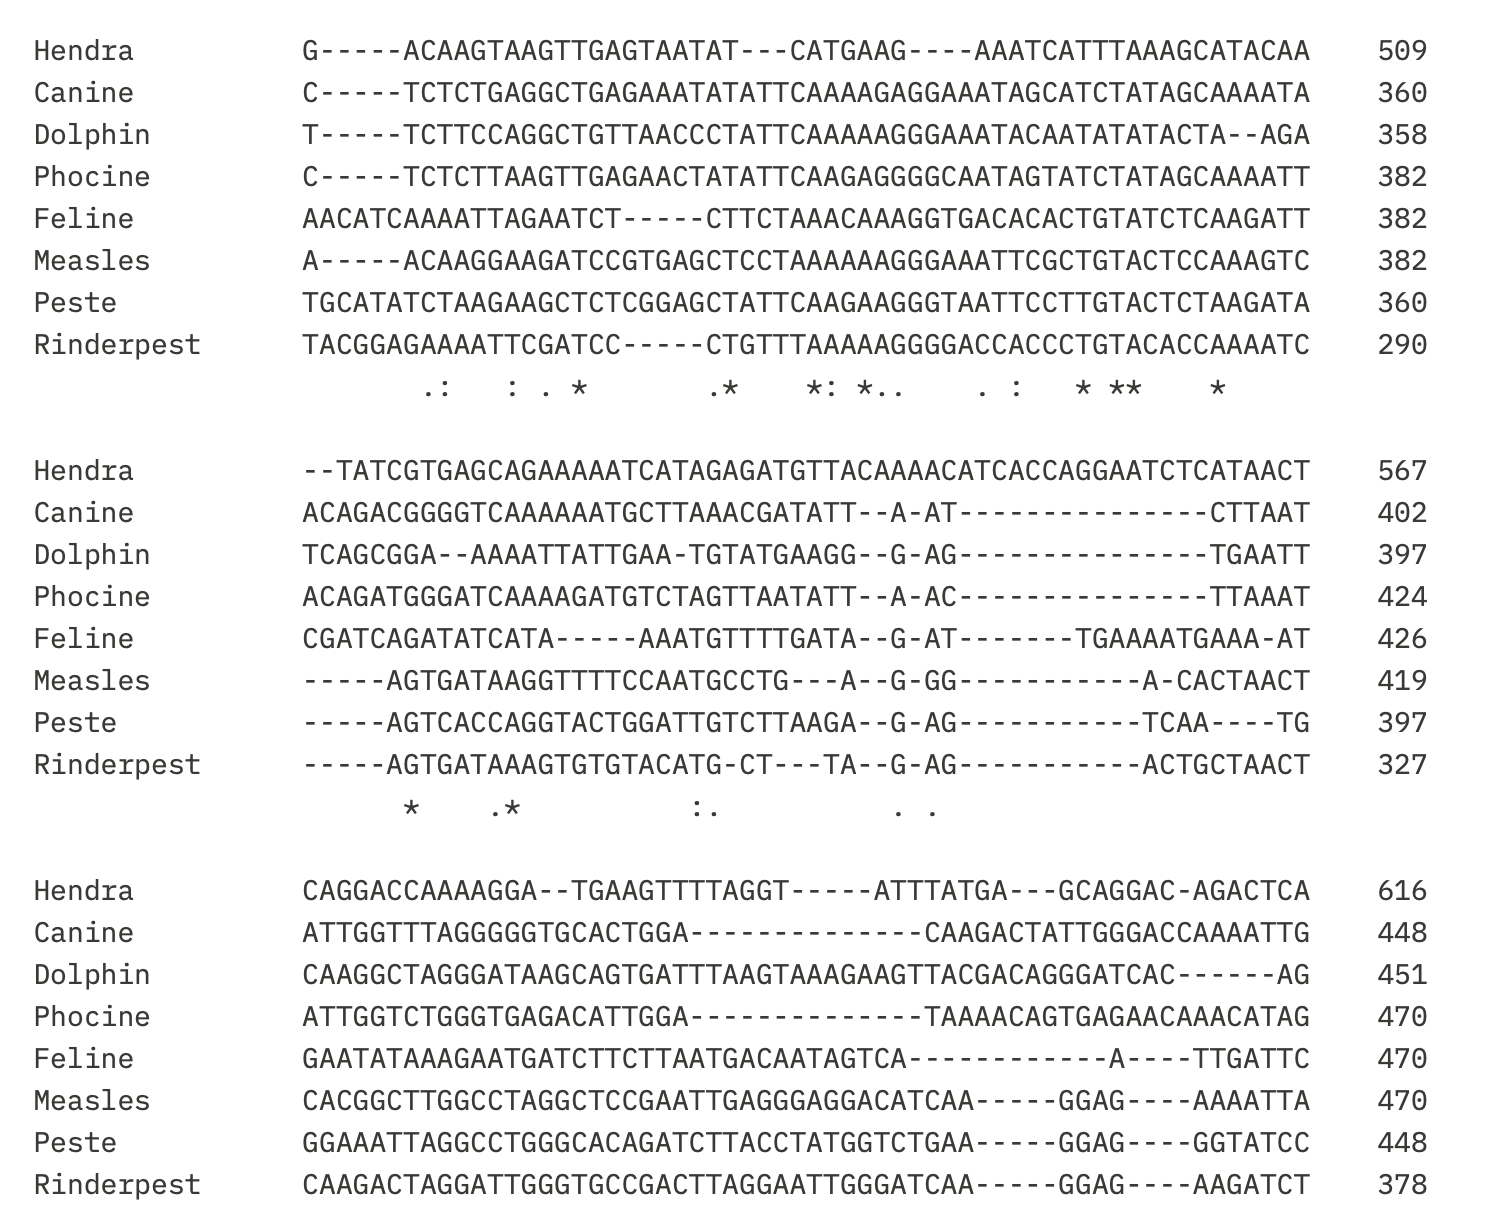 Hendra          G-----ACAAGTAAGTTGAGTAATAT---CATGAAG----AAATCATTTAAAGCATACAA    509
Canine          C-----TCTCTGAGGCTGAGAAATATATTCAAAAGAGGAAATAGCATCTATAGCAAAATA    360
Dolphin         T-----TCTTCCAGGCTGTTAACCCTATTCAAAAAGGGAAATACAATATATACTA--AGA    358
Phocine         C-----TCTCTTAAGTTGAGAACTATATTCAAGAGGGGCAATAGTATCTATAGCAAAATT    382
Feline          AACATCAAAATTAGAATCT-----CTTCTAAACAAAGGTGACACACTGTATCTCAAGATT    382
Measles         A-----ACAAGGAAGATCCGTGAGCTCCTAAAAAAGGGAAATTCGCTGTACTCCAAAGTC    382
Peste           TGCATATCTAAGAAGCTCTCGGAGCTATTCAAGAAGGGTAATTCCTTGTACTCTAAGATA    360
Rinderpest      TACGGAGAAAATTCGATCC-----CTGTTTAAAAAGGGGACCACCCTGTACACCAAAATC    290
                       .:   : . *       .*    *: *..    . :   * **    *
Hendra          --TATCGTGAGCAGAAAAATCATAGAGATGTTACAAAACATCACCAGGAATCTCATAACT    567
Canine          ACAGACGGGGTCAAAAAATGCTTAAACGATATT--A-AT---------------CTTAAT    402
Dolphin         TCAGCGGA--AAAATTATTGAA-TGTATGAAGG--G-AG---------------TGAATT    397
Phocine         ACAGATGGGATCAAAAGATGTCTAGTTAATATT--A-AC---------------TTAAAT    424
Feline          CGATCAGATATCATA-----AAATGTTTTGATA--G-AT-------TGAAAATGAAA-AT    426
Measles         -----AGTGATAAGGTTTTCCAATGCCTG---A--G-GG-----------A-CACTAACT    419
Peste           -----AGTCACCAGGTACTGGATTGTCTTAAGA--G-AG-----------TCAA----TG    397
Rinderpest      -----AGTGATAAAGTGTGTACATG-CT---TA--G-AG-----------ACTGCTAACT    327
                      *    .*          :.          . .
Hendra          CAGGACCAAAAGGA--TGAAGTTTTAGGT-----ATTTATGA---GCAGGAC-AGACTCA    616
Canine          ATTGGTTTAGGGGGTGCACTGGA--------------CAAGACTATTGGGACCAAAATTG    448
Dolphin         CAAGGCTAGGGATAAGCAGTGATTTAAGTAAAGAAGTTACGACAGGGATCAC------AG    451
Phocine         ATTGGTCTGGGTGAGACATTGGA--------------TAAAACAGTGAGAACAAACATAG    470
Feline          GAATATAAAGAATGATCTTCTTAATGACAATAGTCA------------A----TTGATTC    470
Measles         CACGGCTTGGCCTAGGCTCCGAATTGAGGGAGGACATCAA-----GGAG----AAAATTA    470
Peste           GGAAATTAGGCCTGGGCACAGATCTTACCTATGGTCTGAA-----GGAG----GGTATCC    448
Rinderpest      CAAGACTAGGATTGGGTGCCGACTTAGGAATTGGGATCAA-----GGAG----AAGATCT    378